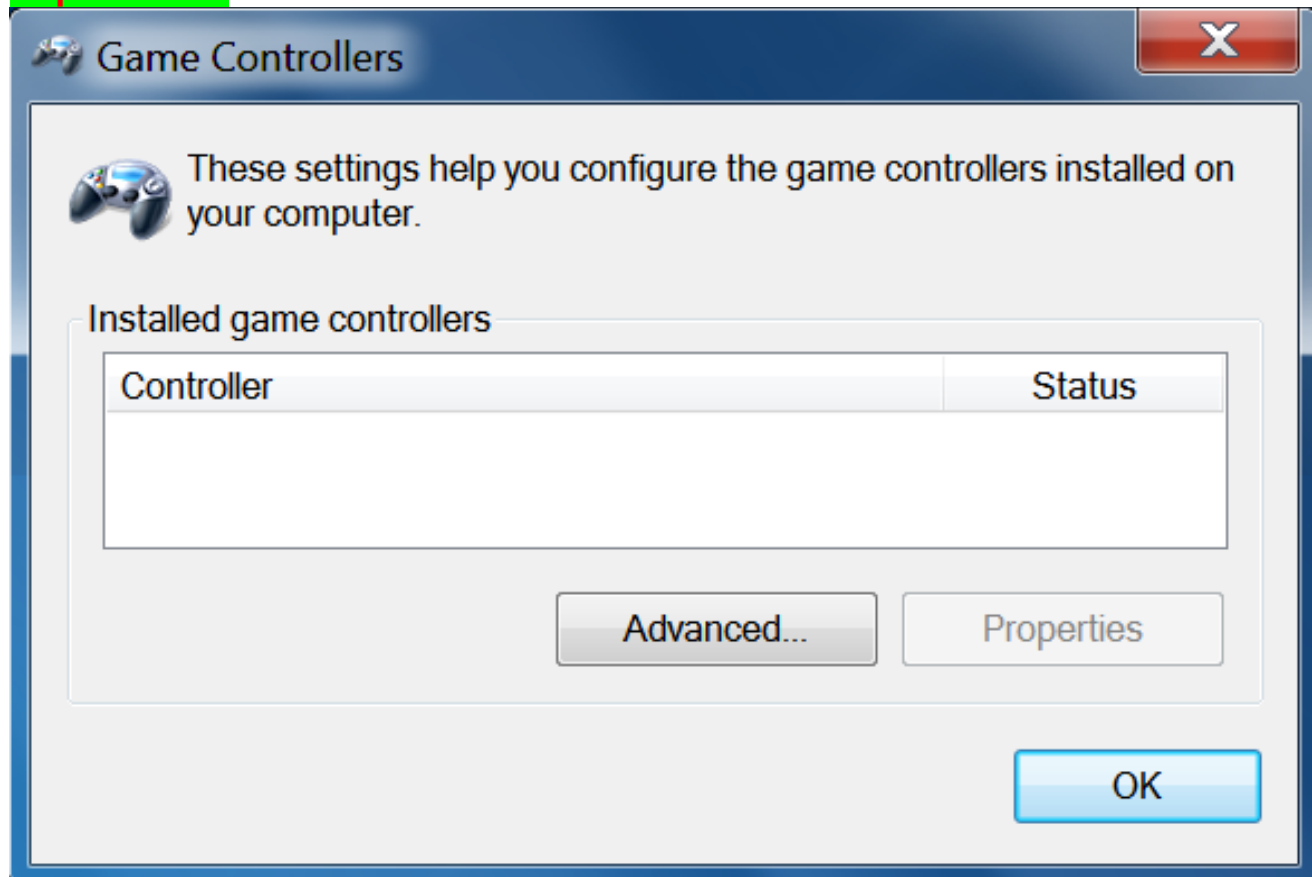 Game Controllers
These settings help you configure the game controllers installed on
your computer.
Installed game controllers
Controller Status
Advanced... Properties
OK